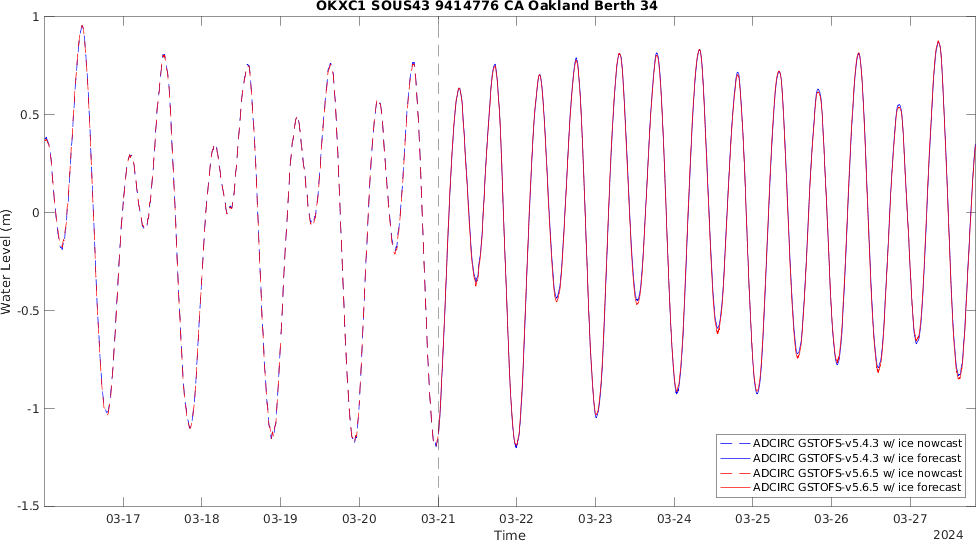 OKXC1 SOUS43 9414776 CA Oakland Berth 34
1
0.5
0
-0.5
-1
-1.5
Water Level (m)
ADCIRC GSTOFS-v5.4.3 w/ ice nowcast
ADCIRC GSTOFS-v5.4.3 w/ ice forecast
ADCIRC GSTOFS-v5.6.5 w/ ice nowcast
ADCIRC GSTOFS-v5.6.5 w/ ice forecast
03-17 03-18 03-19 03-20 03-21 03-22 03-23 03-24 03-25 03-26 03-27
Time
2024